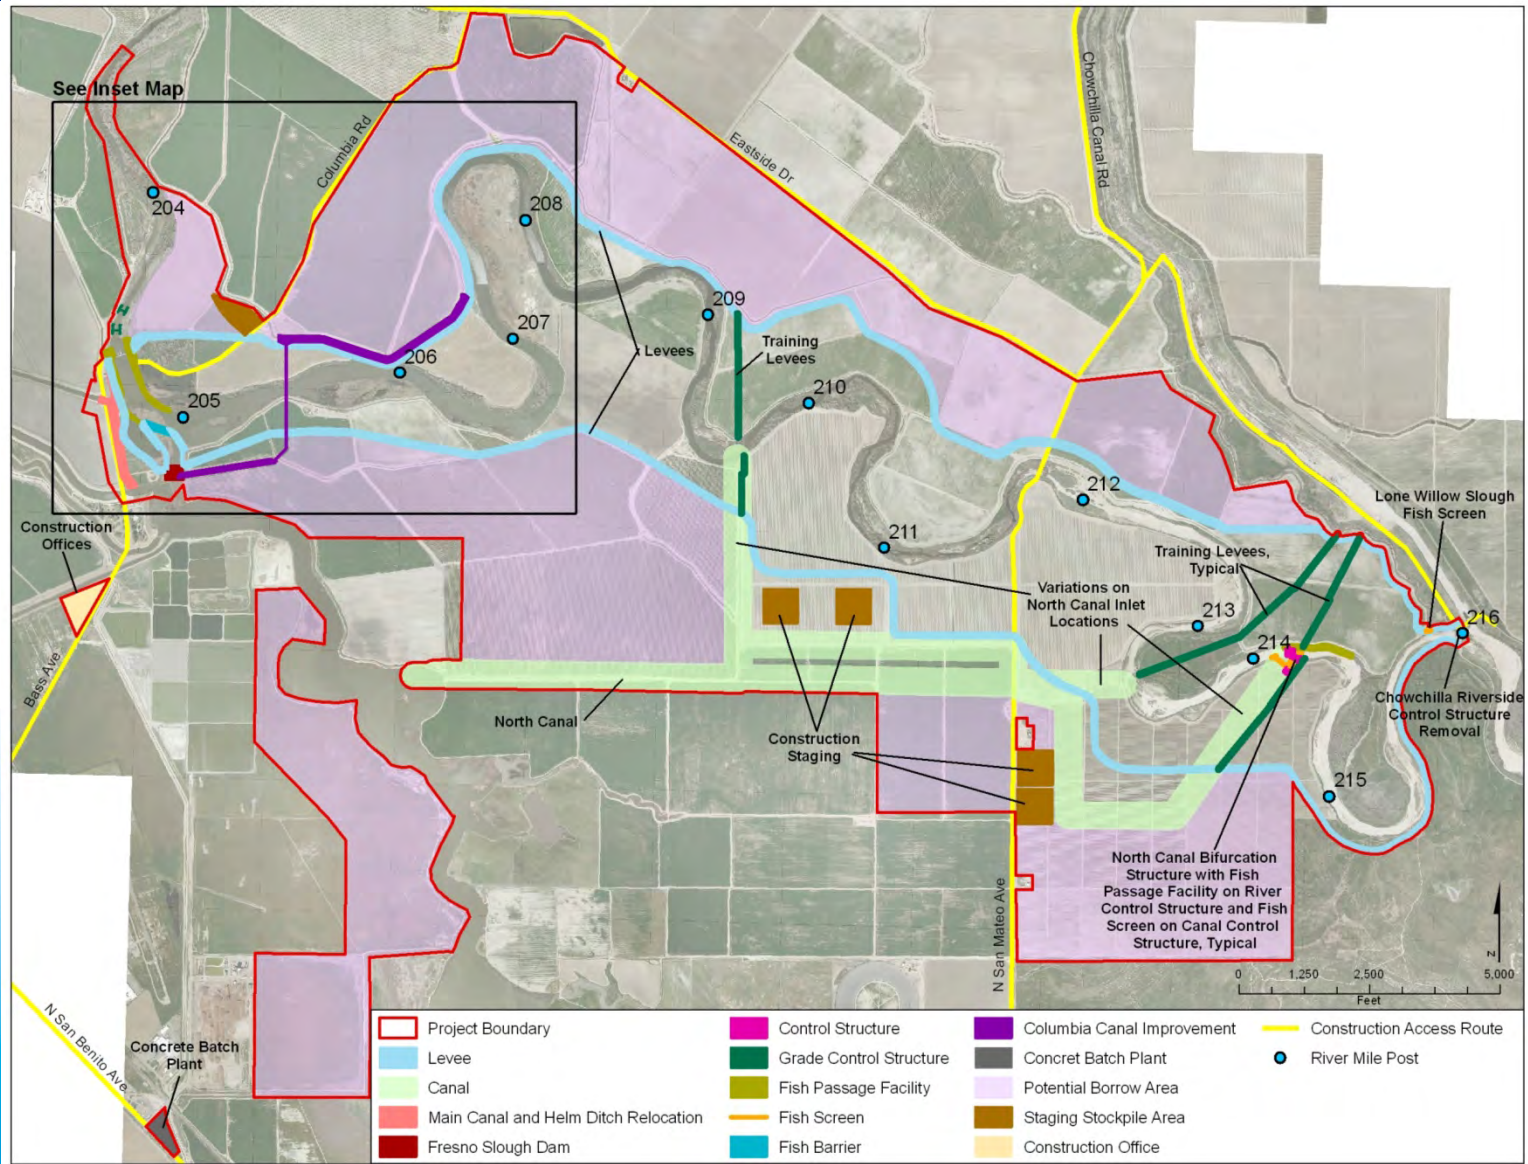 See Inset Map
Columbia Rd
Eastside Dr
Chowchilla Canal Rd
204
208
209
207
206
205
Levees
Training
Levees
210
211
212
Lone Willow Slough
Fish Screen
Training Levees,
Typical
Construction
Offices
Variations on
North Canal Inlet
Locations
213
214
216
Bass Ave
North Canal
Construction
Staging
Chowchilla Riverside
Control Structure
Removal
215
North Canal Bifurcation
Structure with Fish
Passage Facility on River
Control Structure and Fish
Screen on Canal Control
Structure, Typical
N San Mateo Ave
N
0 1,250 2,500 5,000
Feet
N San Benito Ave
Concrete Batch
Plant
Project Boundary
Levee
Canal
Main Canal and Helm Ditch Relocation
Fresno Slough Dam
Control Structure
Grade Control Structure
Fish Passage Facility
Fish Screen
Fish Barrier
Columbia Canal Improvement
Concret Batch Plant
Potential Borrow Area
Staging Stockpile Area
Construction Office
Construction Access Route
River Mile Post